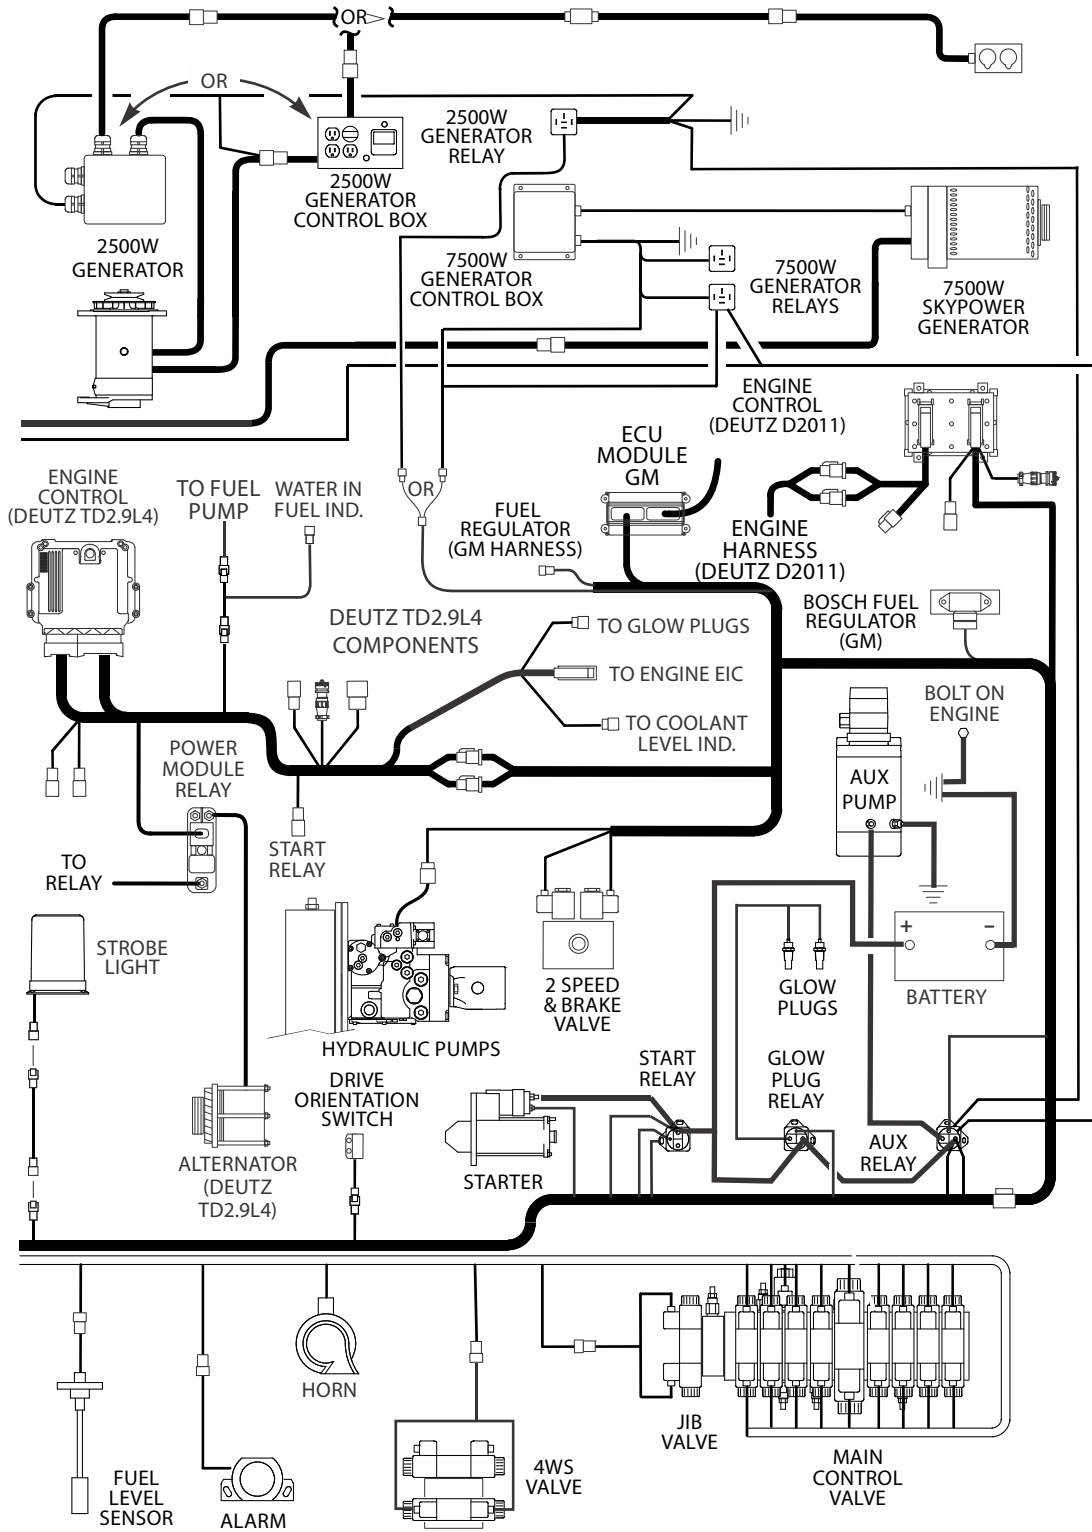 OR
OR
2500W
GENERATOR
RELAY
2500W
GENERATOR
CONTROL BOX
2500W
GENERATOR
7500W
GENERATOR
CONTROL BOX
7500W
GENERATOR
RELAYS
7500W
SKYPOWER
GENERATOR
ENGINE
CONTROL
(DEUTZ D2011)
ECU
MODULE
GM
ENGINE
CONTROL
(DEUTZ TD2.9L4)
TO FUEL
PUMP
WATER IN
FUEL IND.
OR
FUEL
REGULATOR
(GM HARNESS)
ENGINE
HARNESS
(DEUTZ D2011)
BOSCH FUEL
REGULATOR
(GM)
DEUTZ TD2.9L4
COMPONENTS
TO GLOW PLUGS
TO ENGINE EIC
TO COOLANT
LEVEL IND.
BOLT ON
ENGINE
POWER
MODULE
RELAY
AUX
PUMP
START
RELAY
TO
RELAY
STROBE
LIGHT
2 SPEED
& BRAKE
VALVE
GLOW
PLUGS
+
–
BATTERY
HYDRAULIC PUMPS
DRIVE
ORIENTATION
SWITCH
START
RELAY
GLOW
PLUG
RELAY
AUX
RELAY
ALTERNATOR
(DEUTZ
TD2.9L4)
STARTER
HORN
JIB
VALVE
MAIN
CONTROL
VALVE
4WS
VALVE
FUEL
LEVEL
SENSOR
ALARM